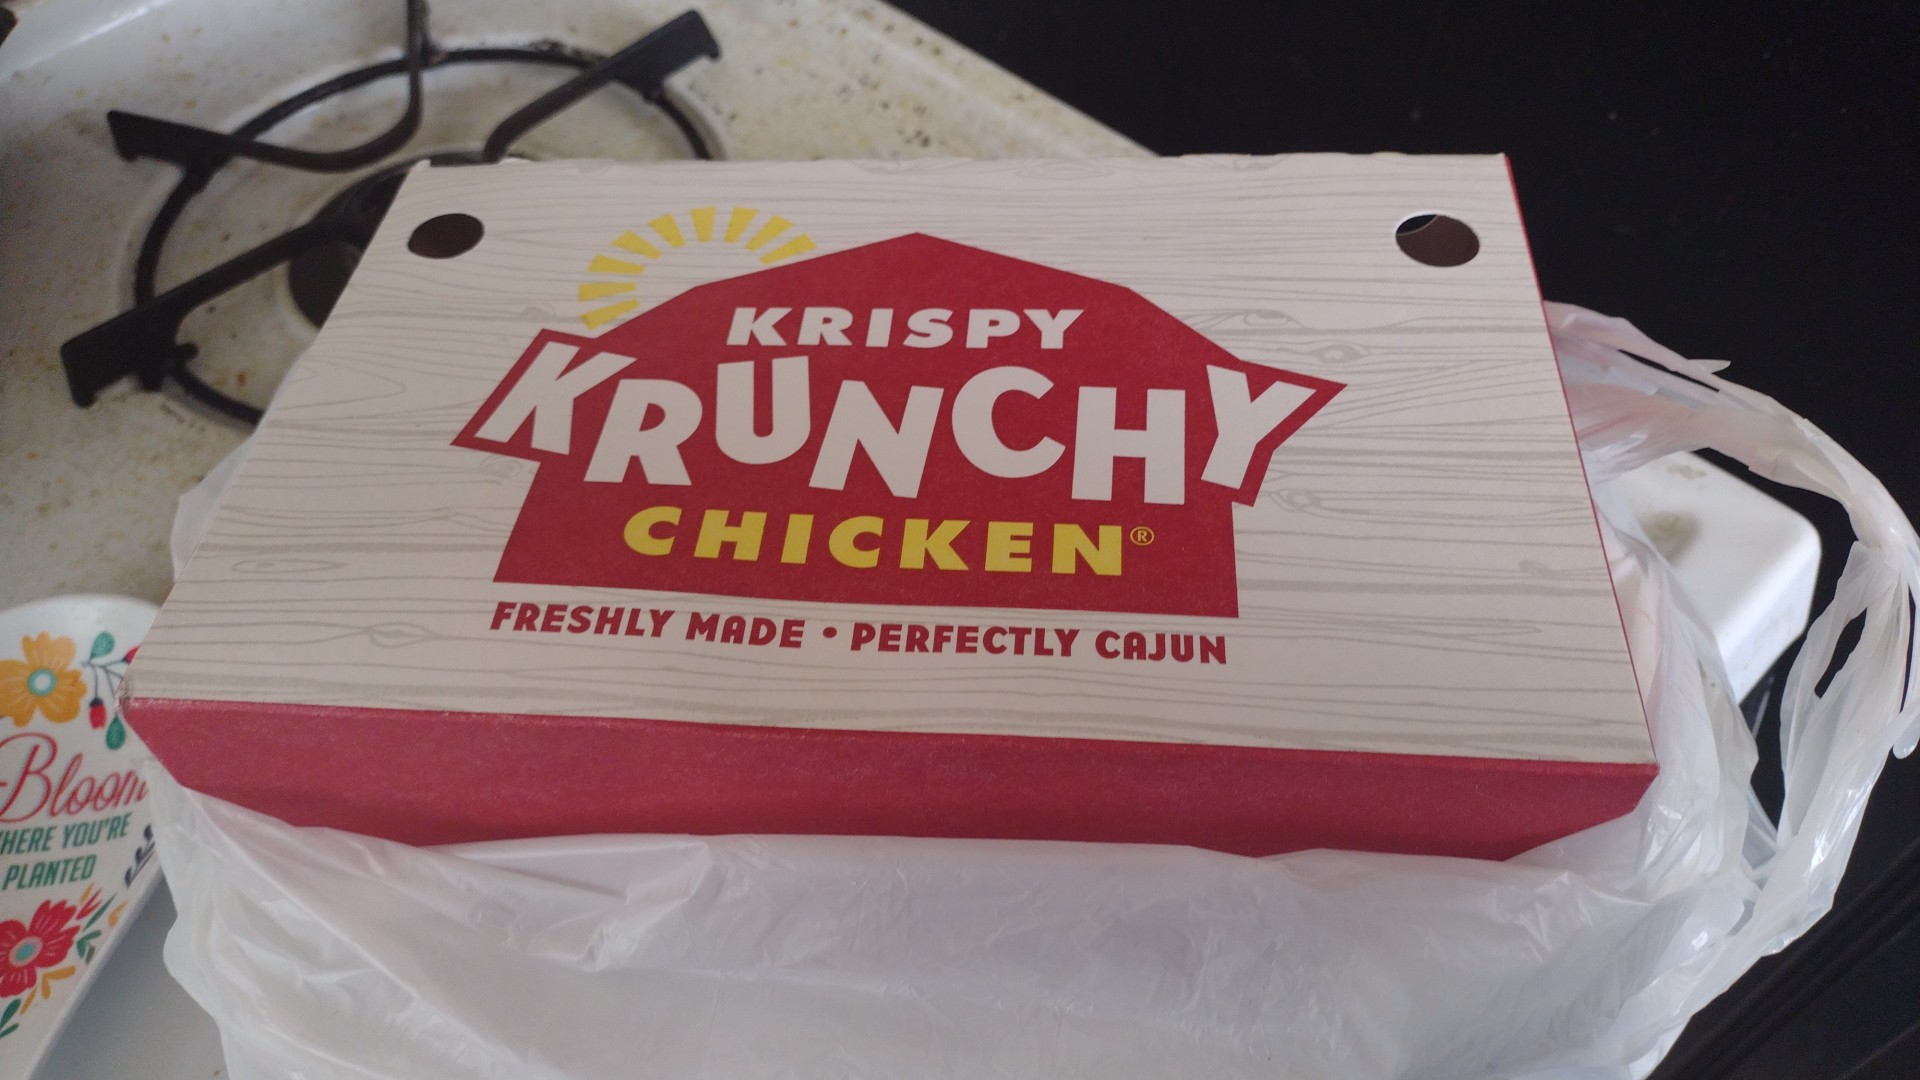 KRISPY
KRUNCHY
CHICKEN®
FRESHLY MADE • PERFECTLY CAJUN
Bloom
WHERE YOU'RE
PLANTED